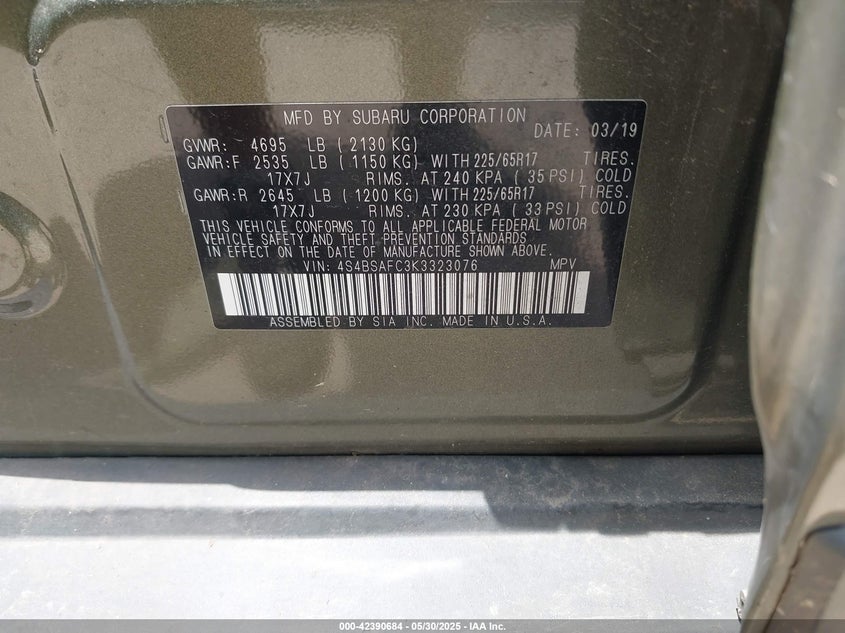 MFD BY SUBARU CORPORATION
DATE: 03/19
GVWR: 4695 LB (2130 KG)
GAWR:F 2535 LB (1150 KG) WITH 225/65R17 TIRES.
17X7J RIMS. AT 240 KPA (35 PSI) COLD
GAWR:R 2645 LB (1200 KG) WITH 225/65R17 TIRES.
17X7J RIMS. AT 230 KPA (33 PSI) COLD
THIS VEHICLE CONFORMS TO ALL APPLICABLE FEDERAL MOTOR
VEHICLE SAFETY AND THEFT PREVENTION STANDARDS
IN EFFECT ON THE DATE OF MANUFACTURE SHOWN ABOVE.
VIN: 4S4BSAFC3K3323076 MPV
ASSEMBLED BY SIA INC. MADE IN U.S.A.
000-42390684 - 05/30/2025 - IAA Inc.